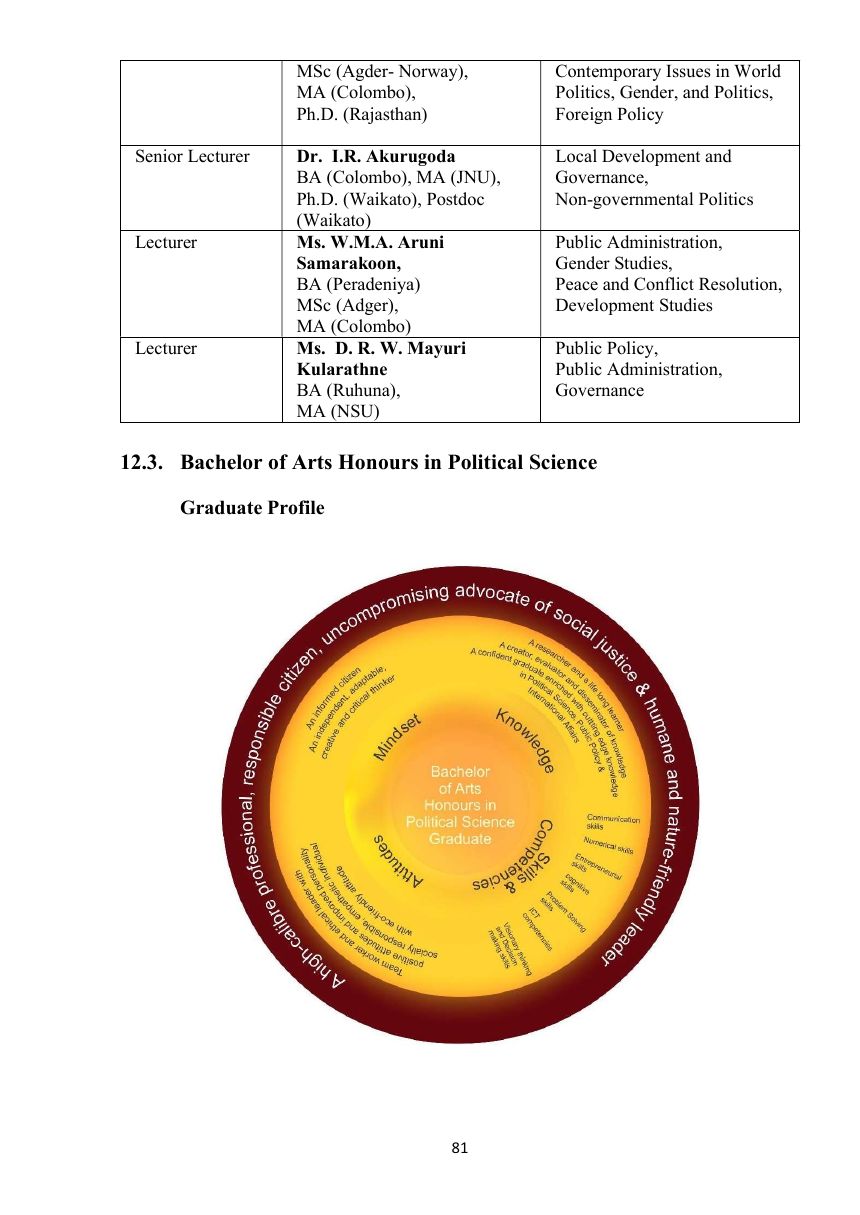 MSc (Agder- Norway),
MA (Colombo),
Ph.D. (Rajasthan)
Contemporary Issues in World
Politics, Gender, and Politics,
Foreign Policy
Senior Lecturer
Dr. I.R. Akurugoda
BA (Colombo), MA (JNU),
Ph.D. (Waikato), Postdoc
(Waikato)
Local Development and
Governance,
Non-governmental Politics
Lecturer
Ms. W.M.A. Aruni
Samarakoon,
BA (Peradeniya)
MSc (Adger),
MA (Colombo)
Public Administration,
Gender Studies,
Peace and Conflict Resolution,
Development Studies
Lecturer
Ms. D. R. W. Mayuri
Kularathne
BA (Ruhuna),
MA (NSU)
Public Policy,
Public Administration,
Governance
12.3. Bachelor of Arts Honours in Political Science
Graduate Profile
A high-calibre professional, responsible citizen, uncompromising advocate of social justice & humane and nature-friendly leader
An informed citizen
An independent, adaptable,
creative and critical thinker
Mindset
A researcher and a life long learner
A creator, evaluator and disseminator of knowledge
A confident graduate enriched with cutting edge knowledge
in Political Science, Public Policy &
International Affairs
Knowledge
Bachelor
of Arts
Honours in
Political Science
Graduate
Communication
skills
Numerical skills
Entrepreneurial
skills
cognitive
skills
Problem Solving
skills
ICT
competencies
Visionary thinking
and Decision
making skills
Skills &
Competencies
Attitudes
Team worker and ethical leader with
positive attitudes and improved personality
socially responsible, empathetic individual
with eco-friendly attitude
81